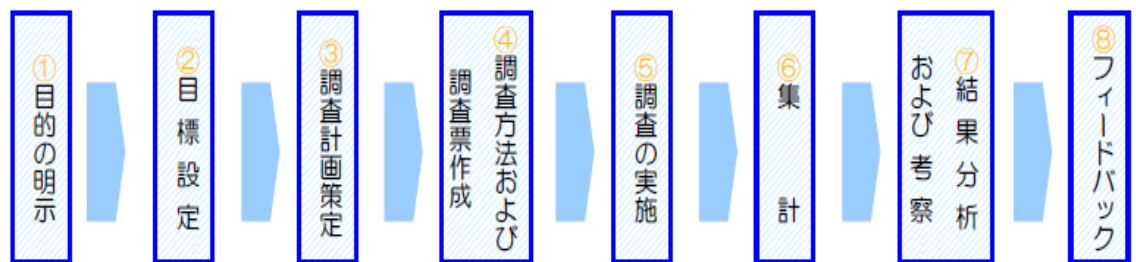 ①目的の明示
②目標設定
③調査計画策定
④調査方法および
調査票作成
⑤調査の実施
⑥集計
⑦結果分析
および考察
⑧フィードバック